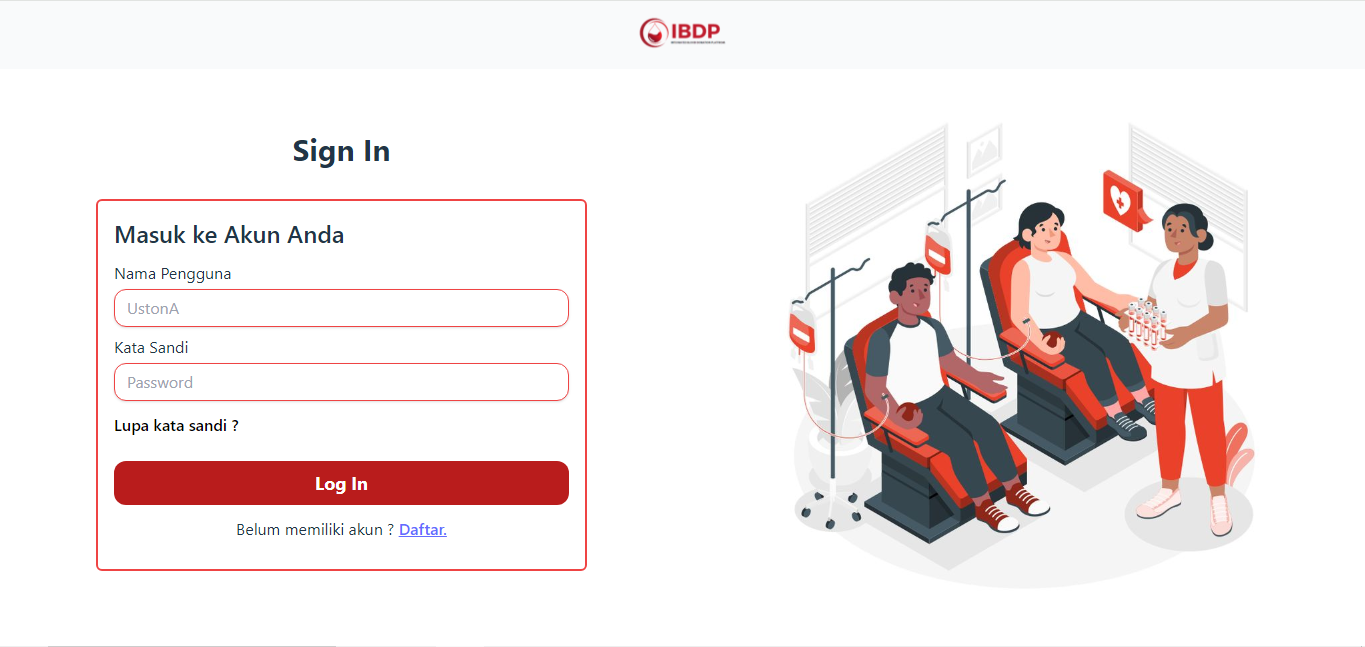 IBDP
Sign In
Masuk ke Akun Anda
Nama Pengguna
UstonA
Kata Sandi
Password
Lupa kata sandi ?
Log In
Belum memiliki akun ? Daftar.